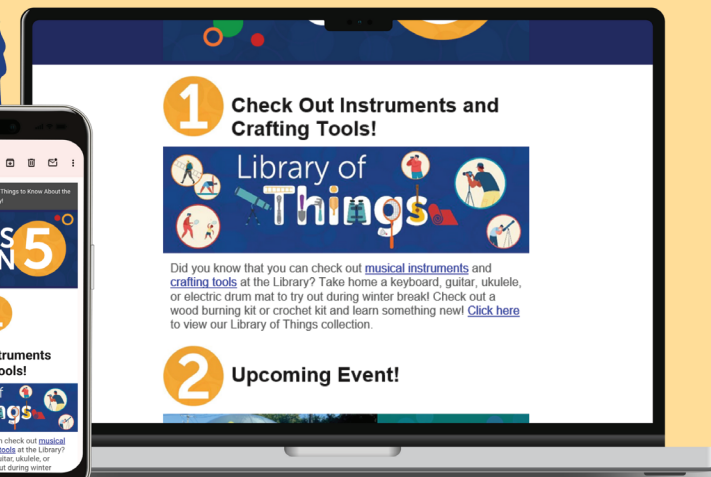 1
Check Out Instruments and
Crafting Tools!
Library of
Things
Did you know that you can check out musical instruments and
crafting tools at the Library? Take home a keyboard, guitar, ukulele,
or electric drum mat to try out during winter break! Check out a
wood burning kit or crochet kit and learn something new! Click here
to view our Library of Things collection.
2
Upcoming Event!
Things to Know About the
S
N 5
truments
ools!
f
ngs
n check out musical
tools at the Library?
uitar, ukulele, or
ut during winter